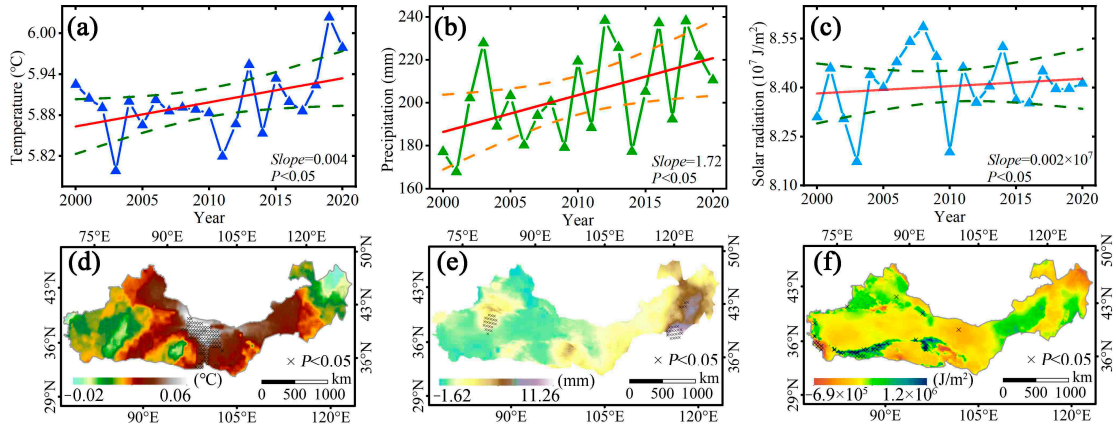 (a)
Temperature (°C)
6.00
5.94
5.88
5.82
Slope=0.004
P<0.05
2000 2005 2010 2015 2020
Year
(b)
Precipitation (mm)
240
220
200
180
160
Slope=1.72
P<0.05
2000 2005 2010 2015 2020
Year
(c)
Solar radiation (10⁷ J/m²)
8.55
8.40
8.25
8.10
Slope=0.002×10⁷
P<0.05
2000 2005 2010 2015 2020
Year
75°E 90°E 105°E 120°E
(d)
50°N
43°N
43°N
36°N
36°N
29°N
× P<0.05
(°C)
−0.02 0.06
km
0 500 1000
90°E 105°E 120°E
75°E 90°E 105°E 120°E
(e)
50°N
43°N
43°N
36°N
36°N
29°N
× P<0.05
(mm)
−1.62 11.26
km
0 500 1000
90°E 105°E 120°E
75°E 90°E 105°E 120°E
(f)
50°N
43°N
43°N
36°N
36°N
29°N
× P<0.05
(J/m²)
−6.9×10⁵ 1.2×10⁶
km
0 500 1000
90°E 105°E 120°E